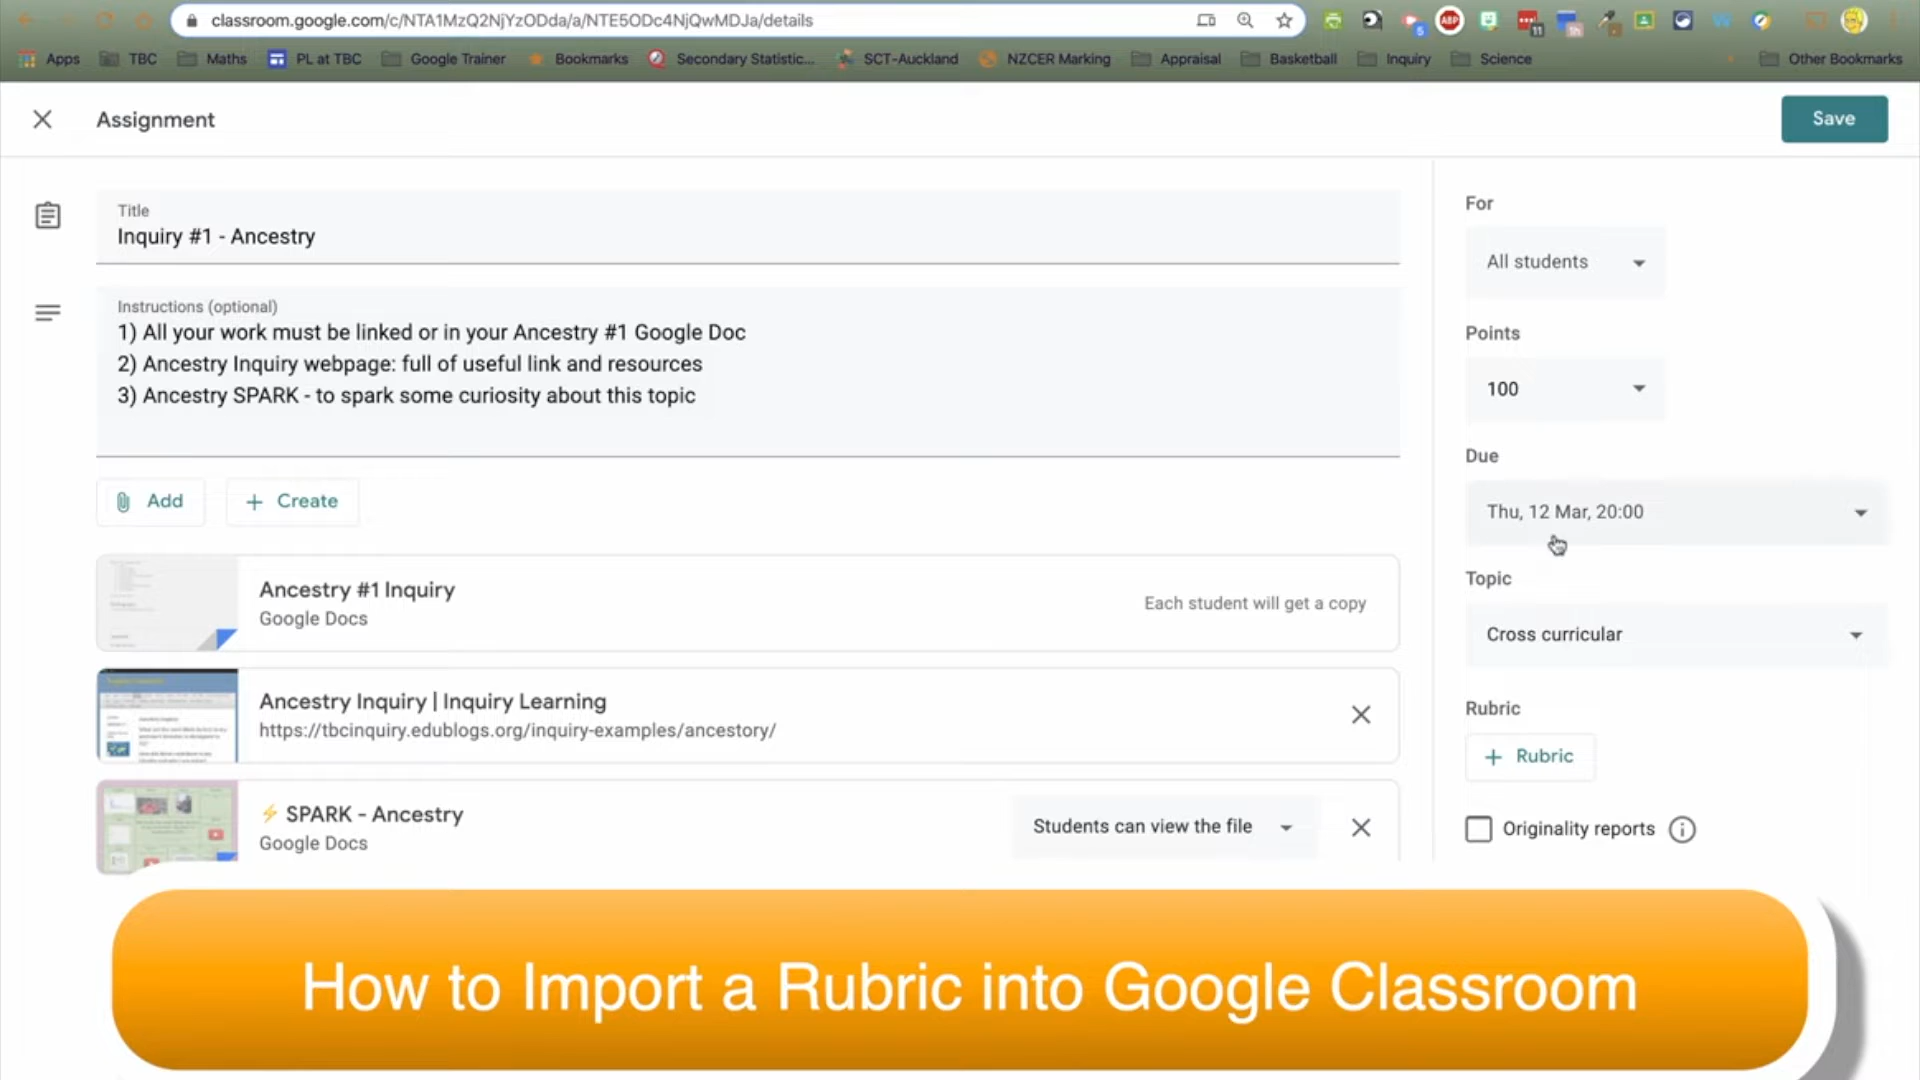 classroom.google.com/c/NTA1MzQ2NjYzODda/a/NTE5ODc4NjQwMDJa/details
ABP
5
11
1h
Apps
TBC
Maths
PL at TBC
Google Trainer
Bookmarks
Secondary Statistic...
SCT-Auckland
NZCER Marking
Appraisal
Basketball
Inquiry
Science
Other Bookmarks
Assignment
Save
Title
Inquiry #1 - Ancestry
Instructions (optional)
1) All your work must be linked or in your Ancestry #1 Google Doc
2) Ancestry Inquiry webpage: full of useful link and resources
3) Ancestry SPARK - to spark some curiosity about this topic
Add
Create
Ancestry #1 Inquiry
Google Docs
Each student will get a copy
Ancestry Inquiry | Inquiry Learning
https://tbcinquiry.edublogs.org/inquiry-examples/ancestory/
⚡ SPARK - Ancestry
Google Docs
Students can view the file
For
All students
Points
100
Due
Thu, 12 Mar, 20:00
Topic
Cross curricular
Rubric
+ Rubric
Originality reports
How to Import a Rubric into Google Classroom